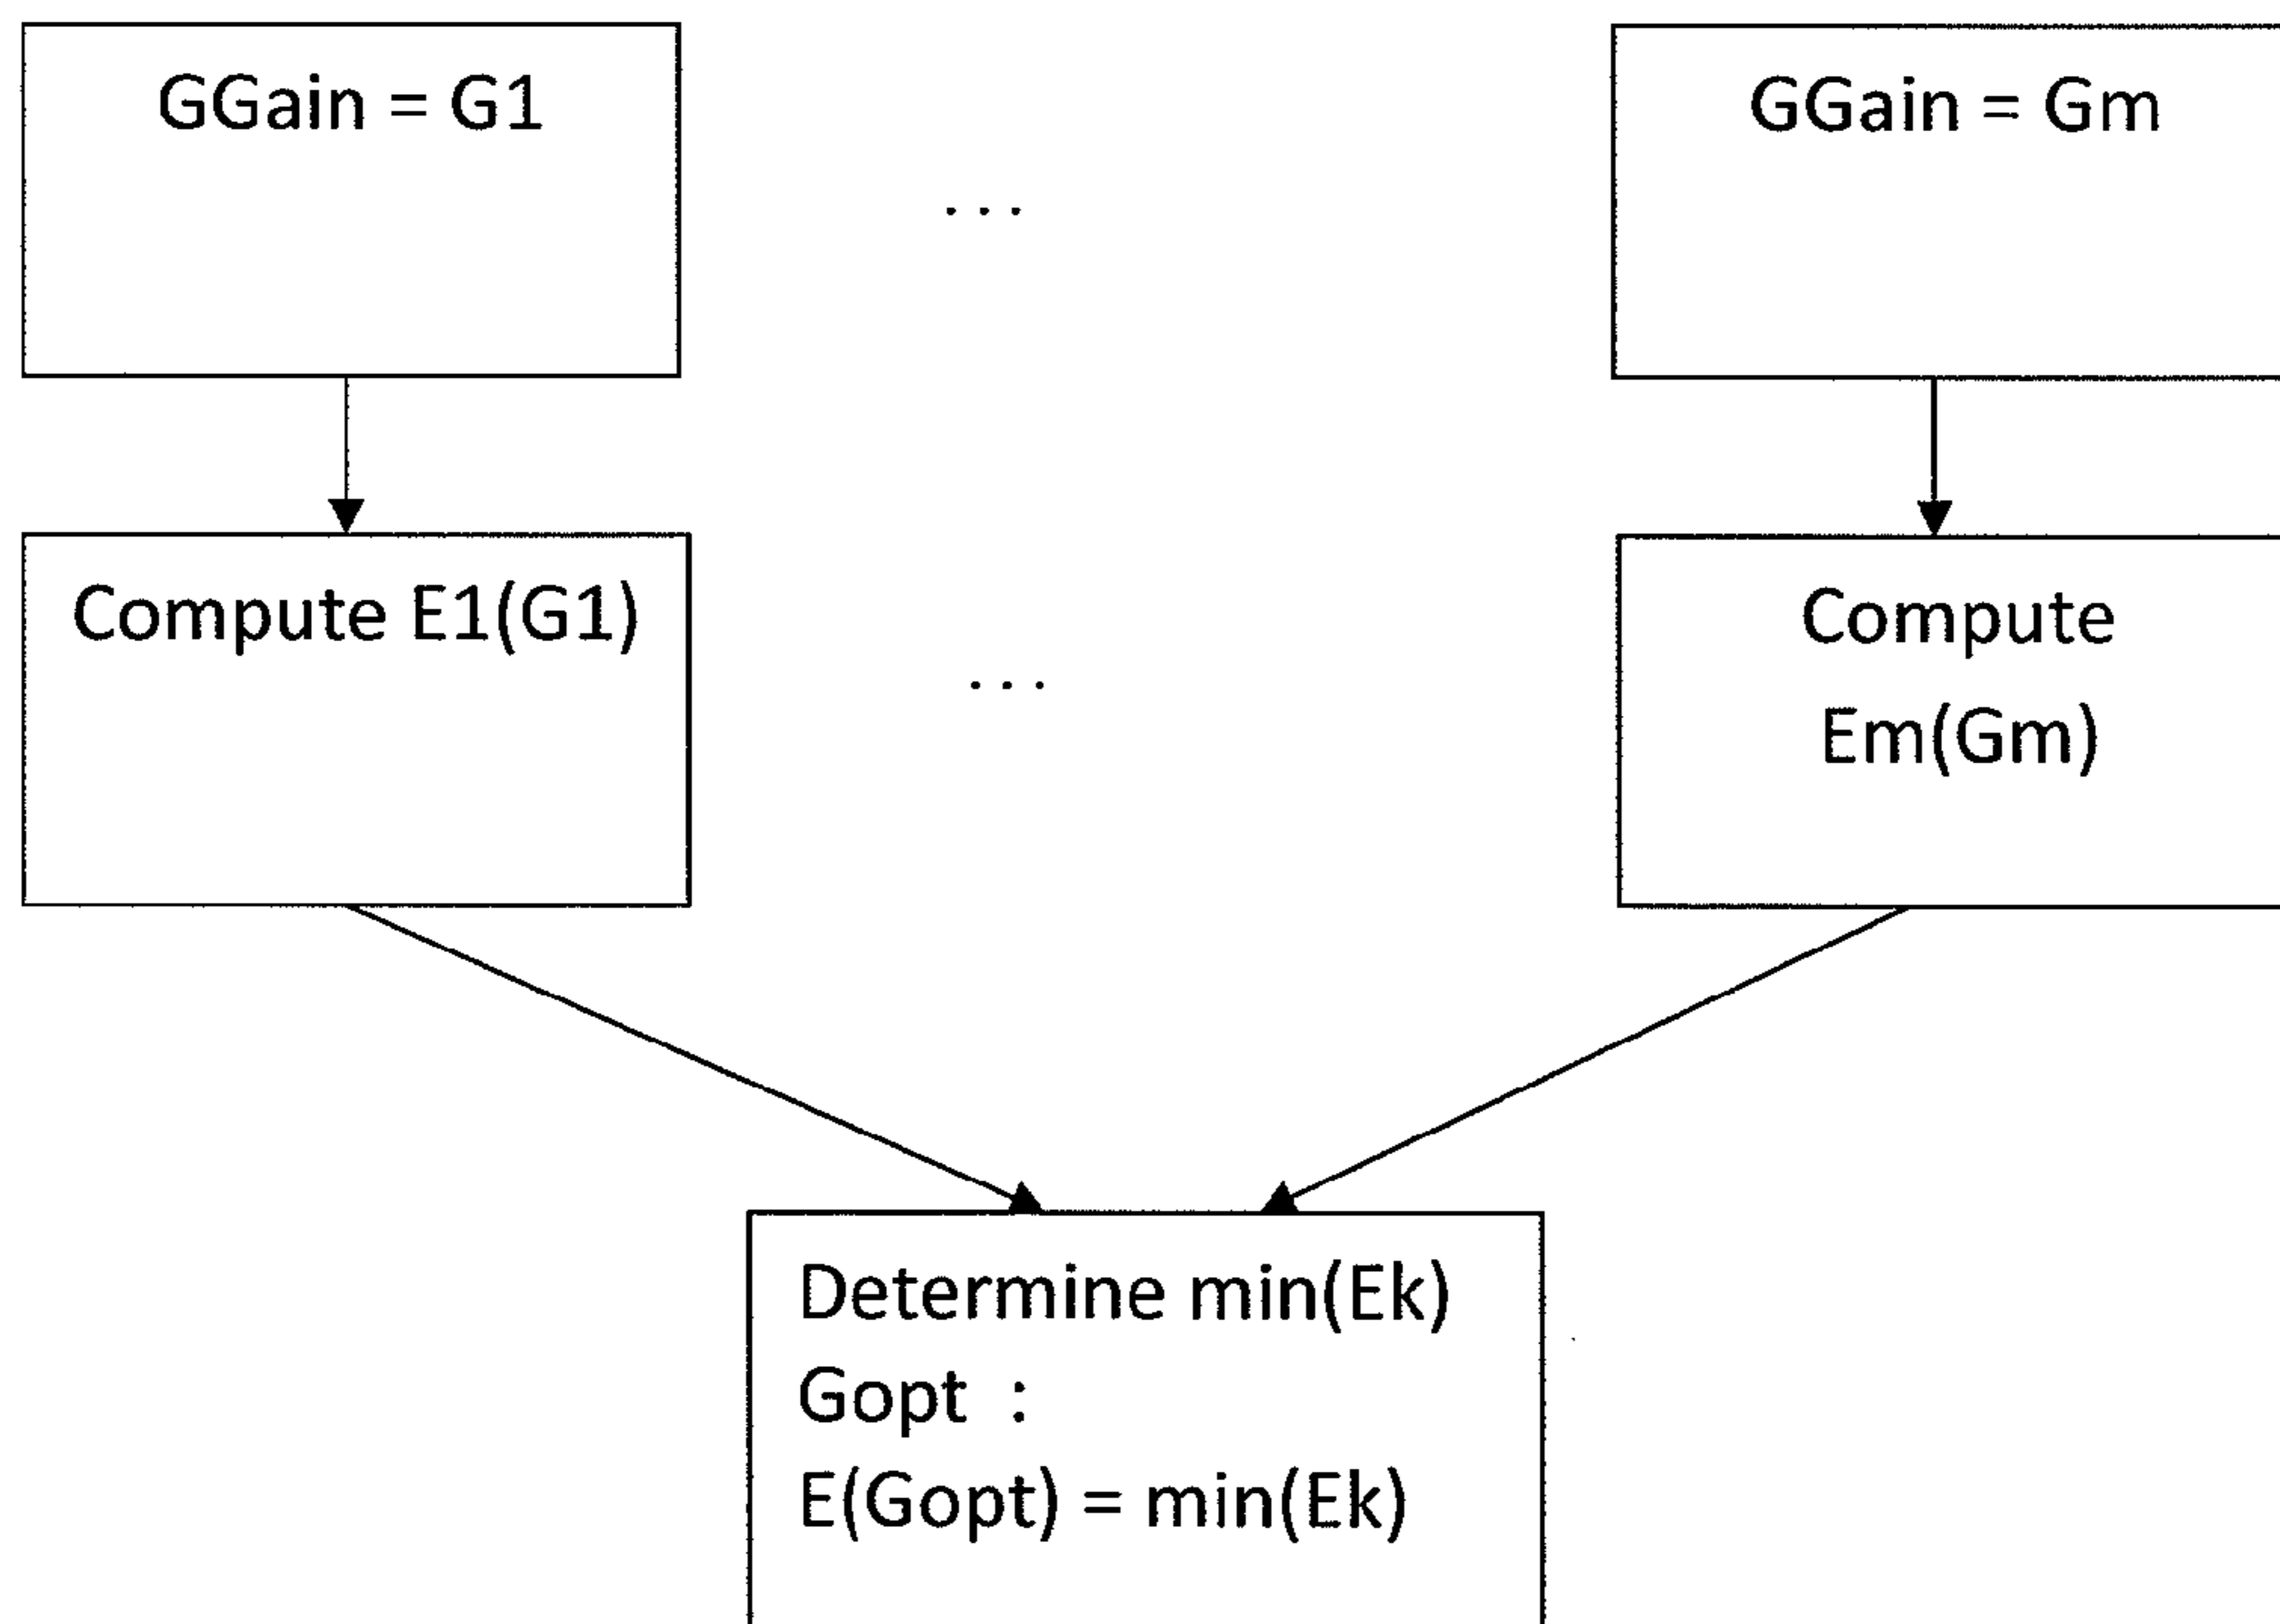 GGain = G1
...
GGain = Gm
Compute E1(G1)
...
Compute
Em(Gm)
Determine min(Ek)
Gopt :
E(Gopt) = min(Ek)